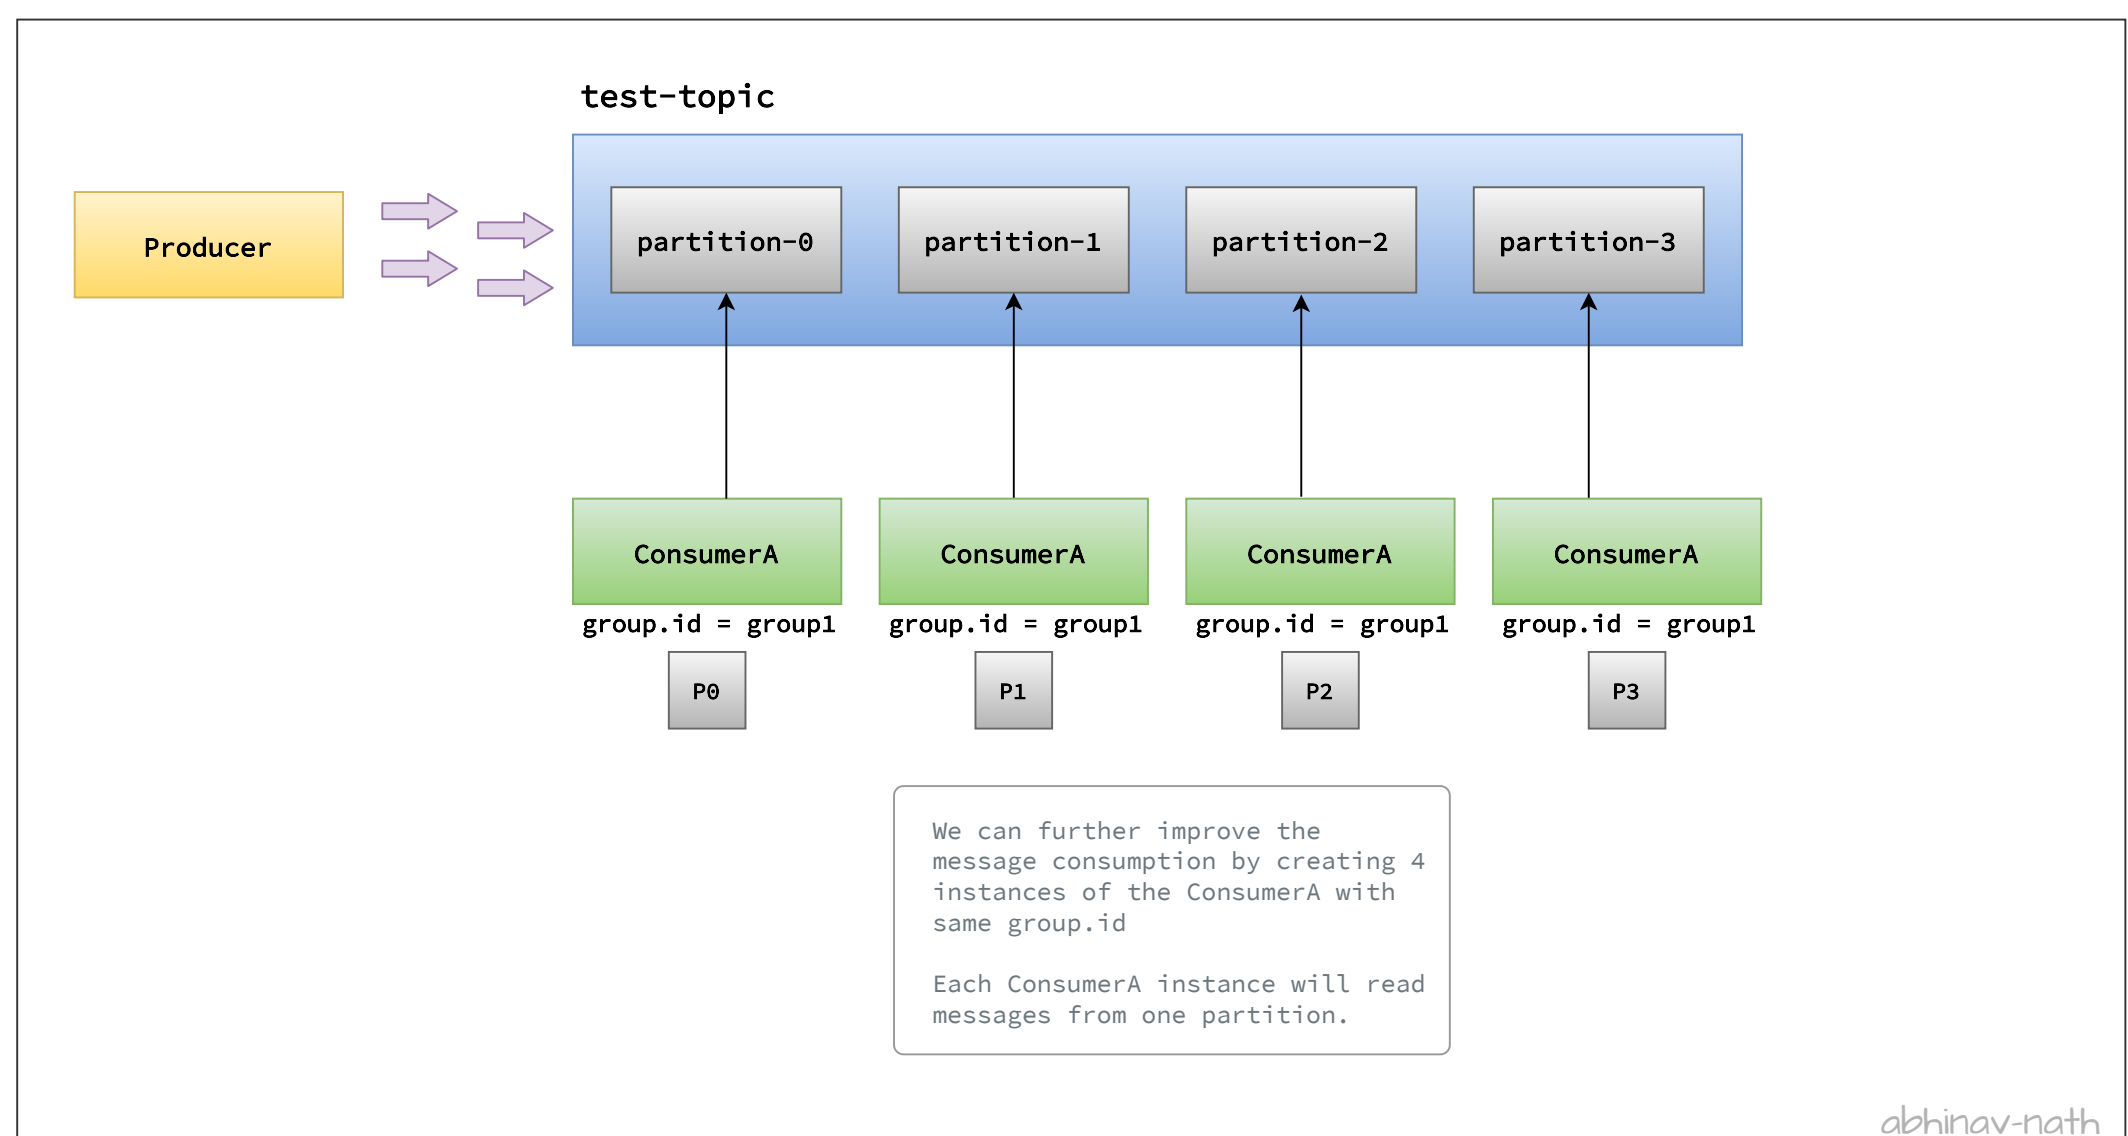 test-topic
Producer
partition-0
partition-1
partition-2
partition-3
ConsumerA
ConsumerA
ConsumerA
ConsumerA
group.id = group1
group.id = group1
group.id = group1
group.id = group1
P0
P1
P2
P3
We can further improve the
message consumption by creating 4
instances of the ConsumerA with
same group.id
Each ConsumerA instance will read
messages from one partition.
abhinav-nath